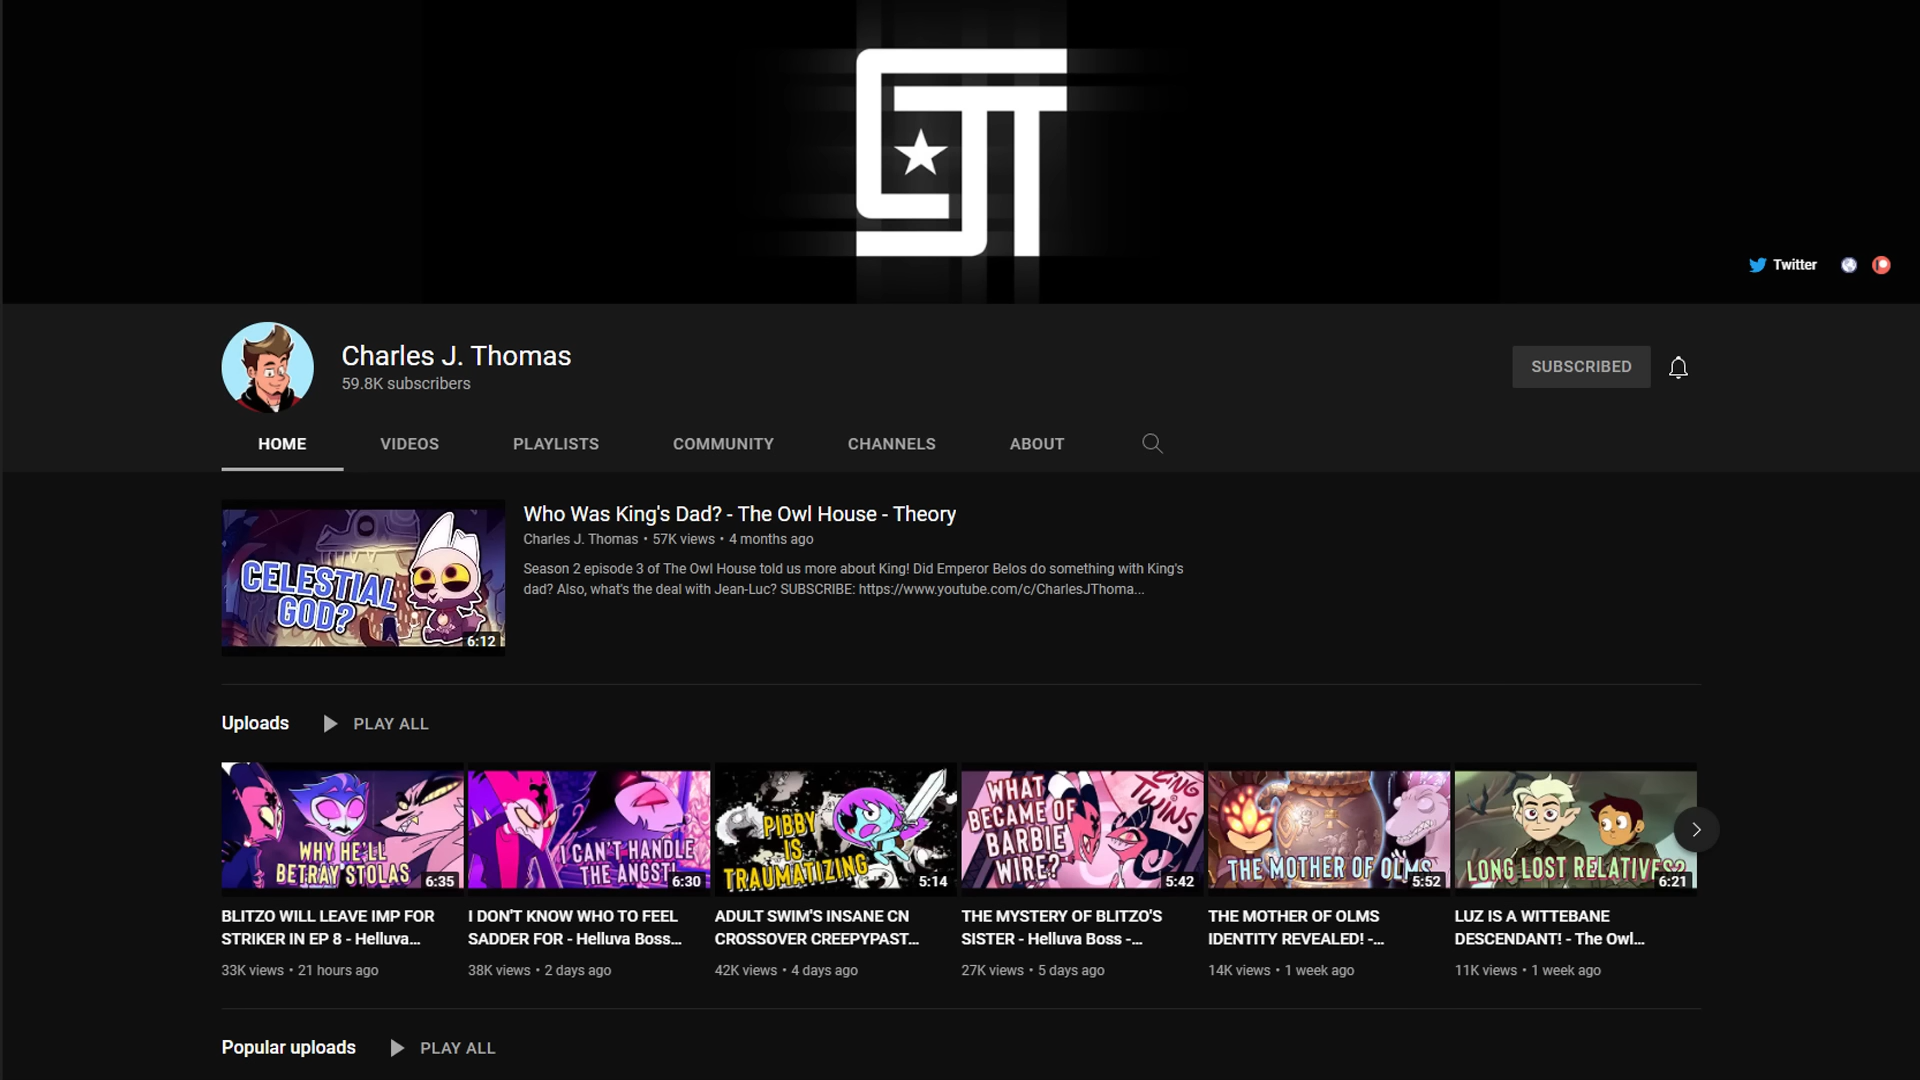 CJT
Twitter
Charles J. Thomas
59.8K subscribers
SUBSCRIBED
HOME
VIDEOS
PLAYLISTS
COMMUNITY
CHANNELS
ABOUT
CELESTIAL
GOD?
6:12
Who Was King's Dad? - The Owl House - Theory
Charles J. Thomas • 57K views • 4 months ago
Season 2 episode 3 of The Owl House told us more about King! Did Emperor Belos do something with King's
dad? Also, what's the deal with Jean-Luc? SUBSCRIBE: https://www.youtube.com/c/CharlesJThoma...
Uploads
PLAY ALL
WHY HE'LL
BETRAY STOLAS
6:35
BLITZO WILL LEAVE IMP FOR
STRIKER IN EP 8 - Helluva...
33K views • 21 hours ago
I CAN'T HANDLE
THE ANGST!
6:30
I DON'T KNOW WHO TO FEEL
SADDER FOR - Helluva Boss...
38K views • 2 days ago
PIBBY
IS
TRAUMATIZING
5:14
ADULT SWIM'S INSANE CN
CROSSOVER CREEPYPAST...
42K views • 4 days ago
WHAT
BECAME OF
BARBIE
WIRE?
TWINS
5:42
THE MYSTERY OF BLITZO'S
SISTER - Helluva Boss -...
27K views • 5 days ago
THE MOTHER OF OLMS
5:52
THE MOTHER OF OLMS
IDENTITY REVEALED! -...
14K views • 1 week ago
LONG LOST RELATIVES?
6:21
LUZ IS A WITTEBANE
DESCENDANT! - The Owl...
11K views • 1 week ago
Popular uploads
PLAY ALL